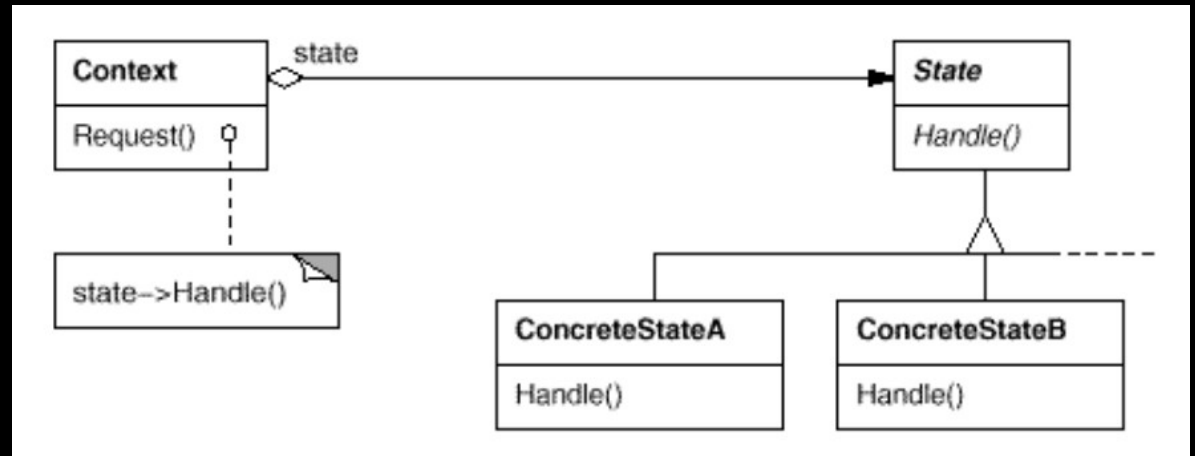 Context
state
State
Request()
Handle()
state–>Handle()
ConcreteStateA
ConcreteStateB
Handle()
Handle()